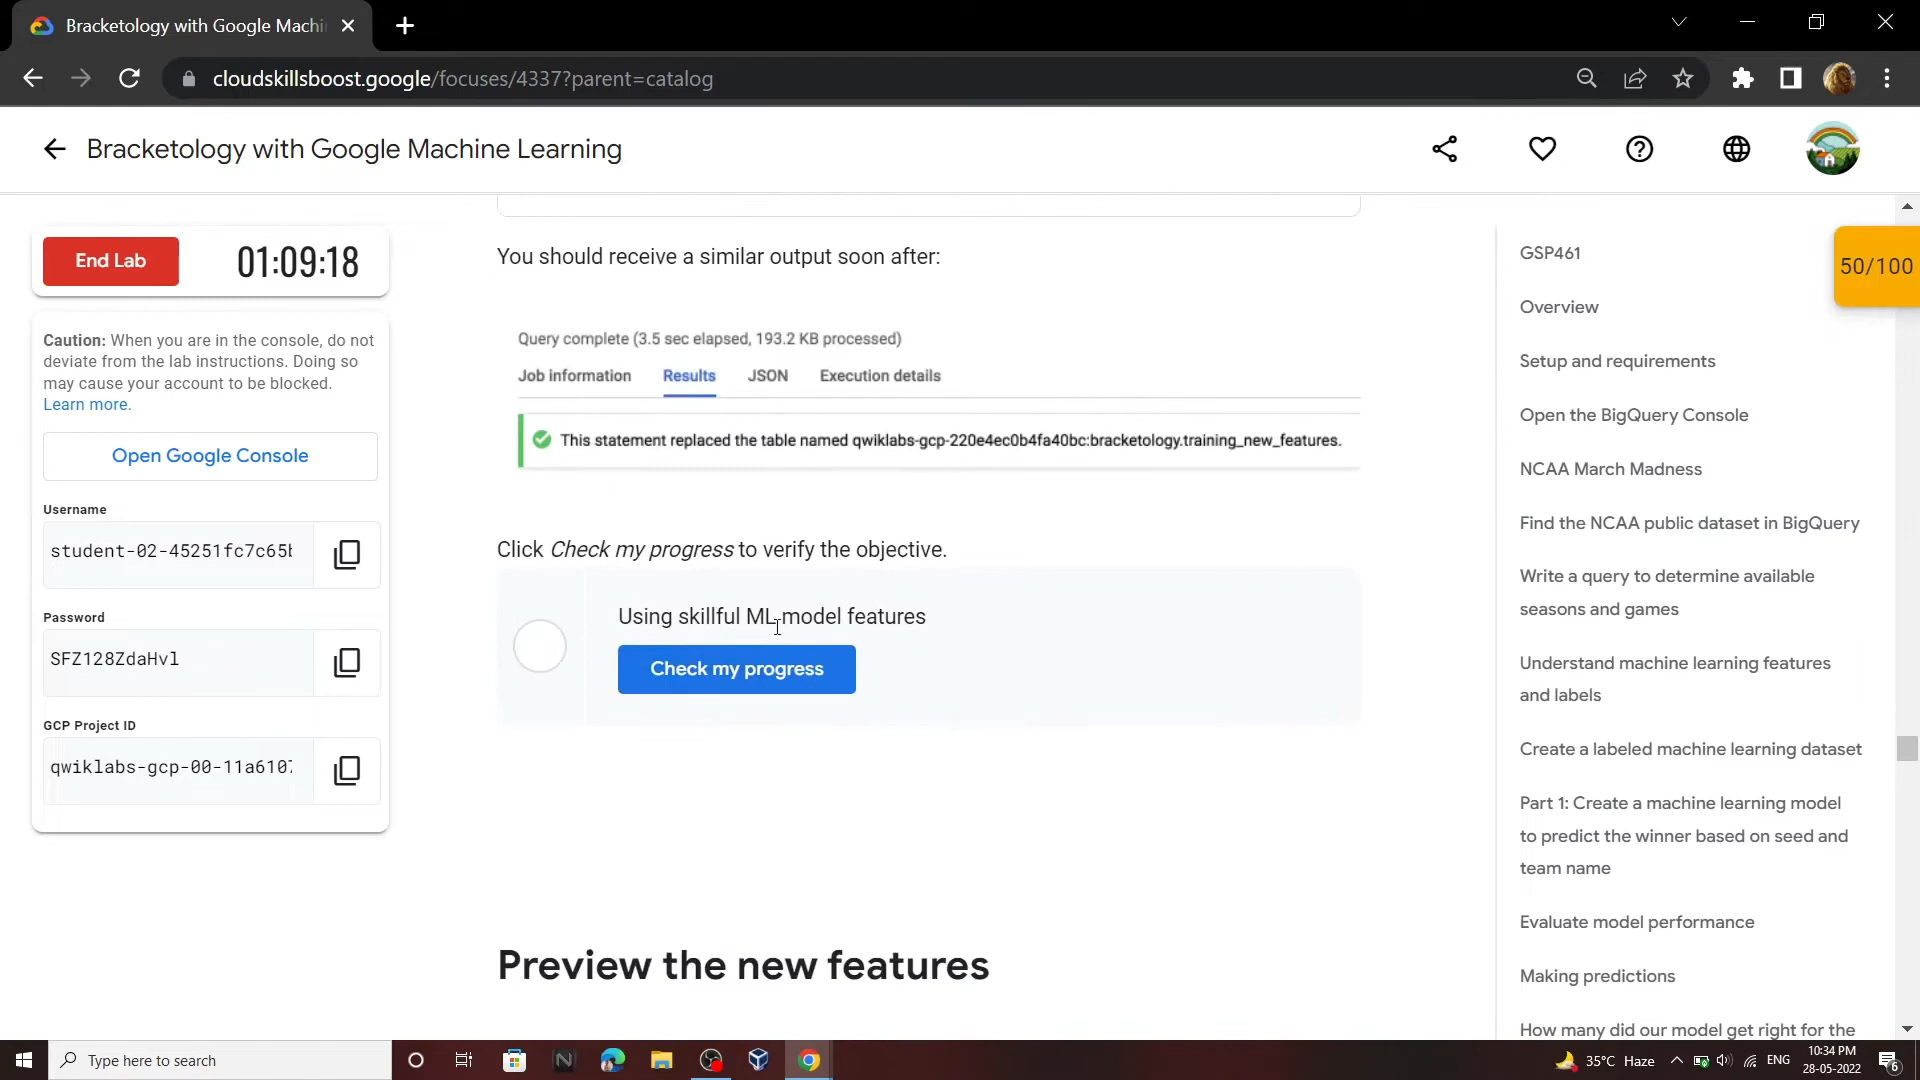 Bracketology with Google Machi
cloudskillsboost.google/focuses/4337?parent=catalog
Bracketology with Google Machine Learning
End Lab
01:09:18
Caution: When you are in the console, do not
deviate from the lab instructions. Doing so
may cause your account to be blocked.
Learn more.
Open Google Console
Username
student-02-45251fc7c65b
Password
SFZ128ZdaHvl
GCP Project ID
qwiklabs-gcp-00-11a6107
You should receive a similar output soon after:
Query complete (3.5 sec elapsed, 193.2 KB processed)
Job information Results JSON Execution details
This statement replaced the table named qwiklabs-gcp-220e4ec0b4fa40bc:bracketology.training_new_features.
Click Check my progress to verify the objective.
Using skillful ML model features
Check my progress
Preview the new features
50/100
GSP461
Overview
Setup and requirements
Open the BigQuery Console
NCAA March Madness
Find the NCAA public dataset in BigQuery
Write a query to determine available
seasons and games
Understand machine learning features
and labels
Create a labeled machine learning dataset
Part 1: Create a machine learning model
to predict the winner based on seed and
team name
Evaluate model performance
Making predictions
How many did our model get right for the
Type here to search
35°C Haze
ENG
10:34 PM
28-05-2022
6